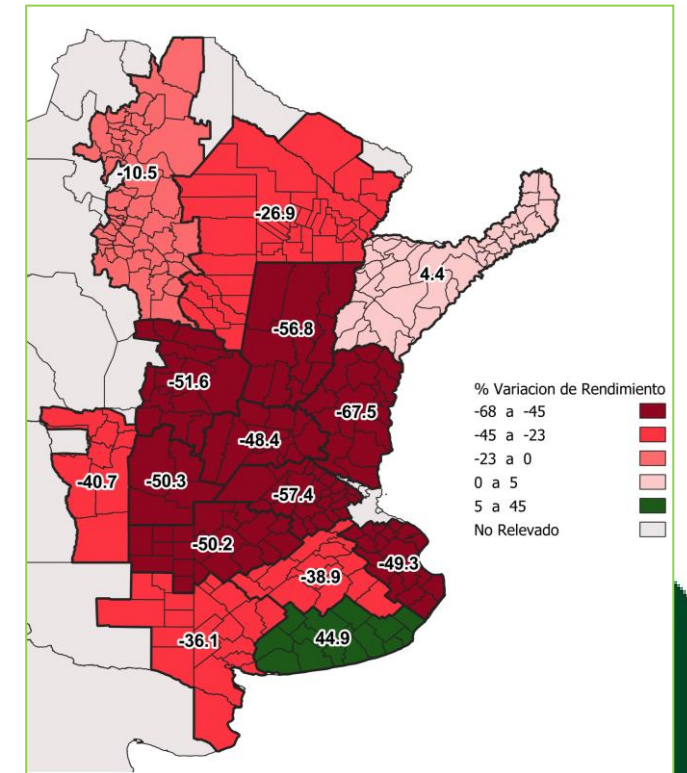 -10.5
-26.9
4.4
-56.8
-51.6
-67.5
-48.4
-40.7
-50.3
-57.4
-50.2
-49.3
-38.9
-36.1
44.9
% Variacion de Rendimiento
-68 a -45
-45 a -23
-23 a 0
0 a 5
5 a 45
No Relevado